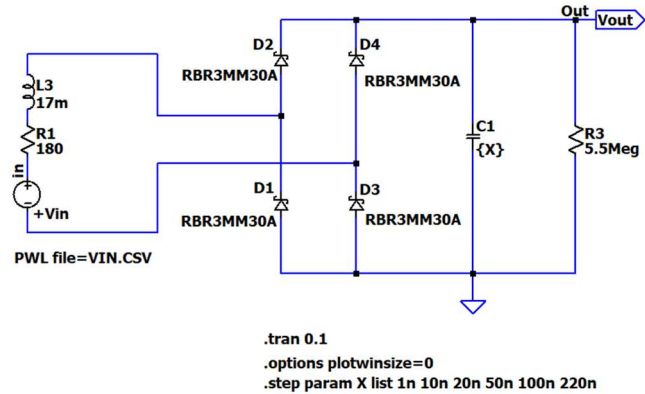 Out
Vout
D2
D4
RBR3MM30A
RBR3MM30A
L3
17m
R1
180
in
+Vin
C1
{X}
R3
5.5Meg
D1
D3
RBR3MM30A
RBR3MM30A
PWL file=VIN.CSV
.tran 0.1
.options plotwinsize=0
.step param X list 1n 10n 20n 50n 100n 220n